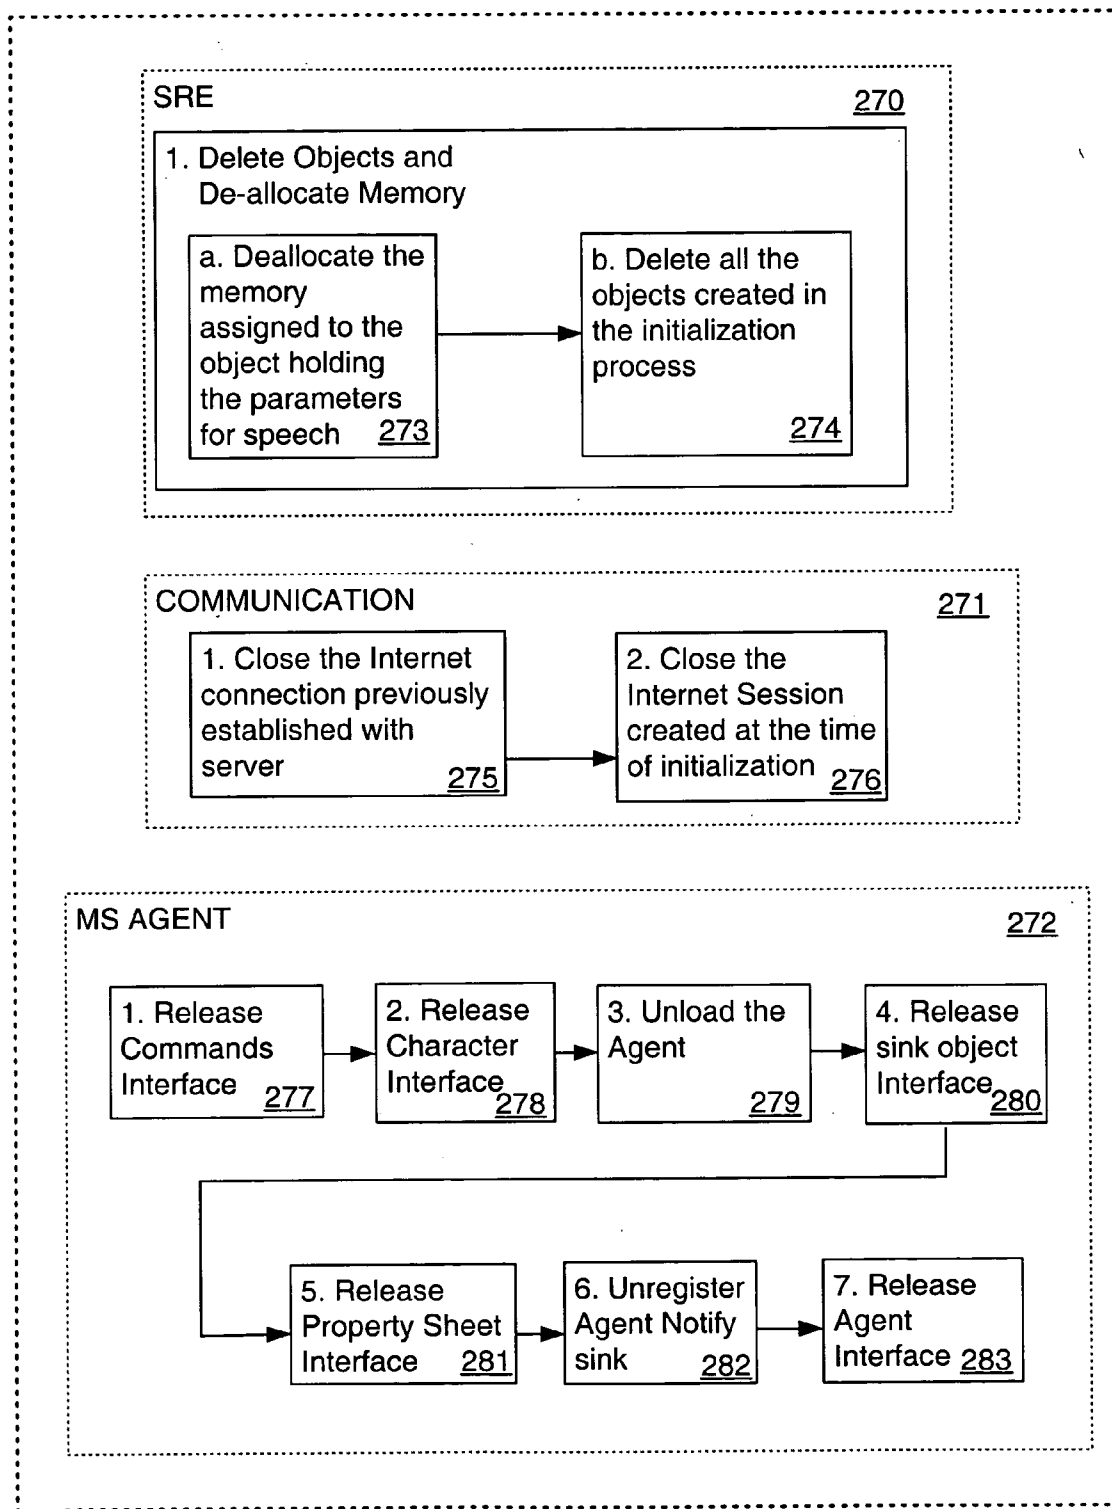 SRE
270
1. Delete Objects and
De-allocate Memory
a. Deallocate the
memory
assigned to the
object holding
the parameters
for speech 273
b. Delete all the
objects created in
the initialization
process
274
COMMUNICATION
271
1. Close the Internet
connection previously
established with
server
275
2. Close the
Internet Session
created at the time
of initialization 276
MS AGENT
272
1. Release
Commands
Interface 277
2. Release
Character
Interface 278
3. Unload the
Agent
279
4. Release
sink object
Interface 280
5. Release
Property Sheet
Interface 281
6. Unregister
Agent Notify
sink 282
7. Release
Agent
Interface 283